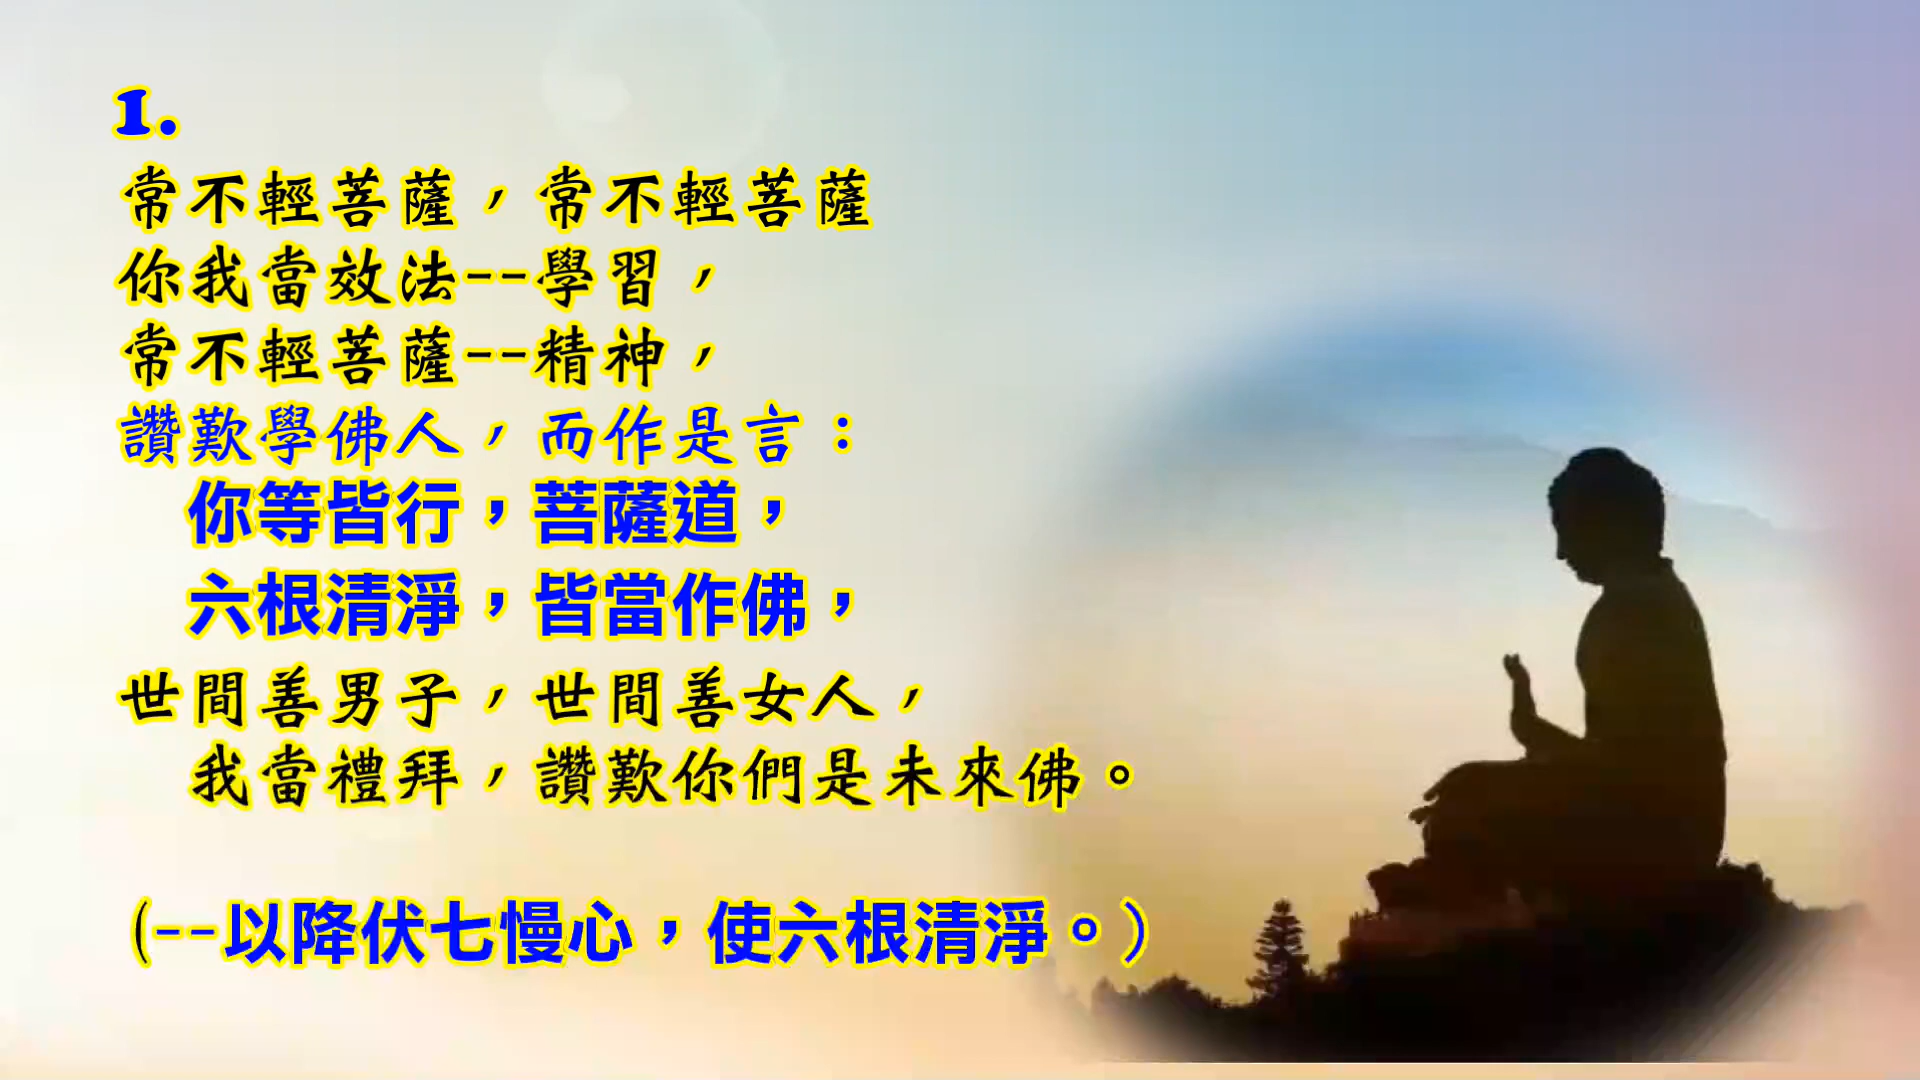 1.
常不輕菩薩，常不輕菩薩
你我當效法--學習，
常不輕菩薩--精神，
讚歎學佛人，而作是言：
你等皆行，菩薩道，
六根清淨，皆當作佛，
世間善男子，世間善女人，
我當禮拜，讚歎你們是未來佛。
(--以降伏七慢心，使六根清淨。)